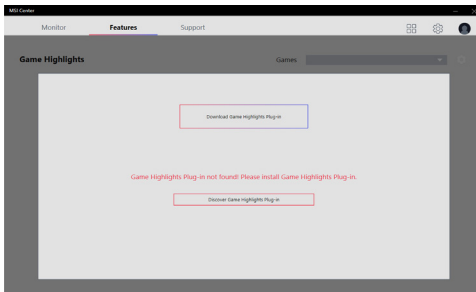 MSI Center
Monitor Features Support
Game Highlights Games
Download Game Highlights Plug-in
Game Highlights Plug-in not found! Please install Game Highlights Plug-in.
Discover Game Highlights Plug-in